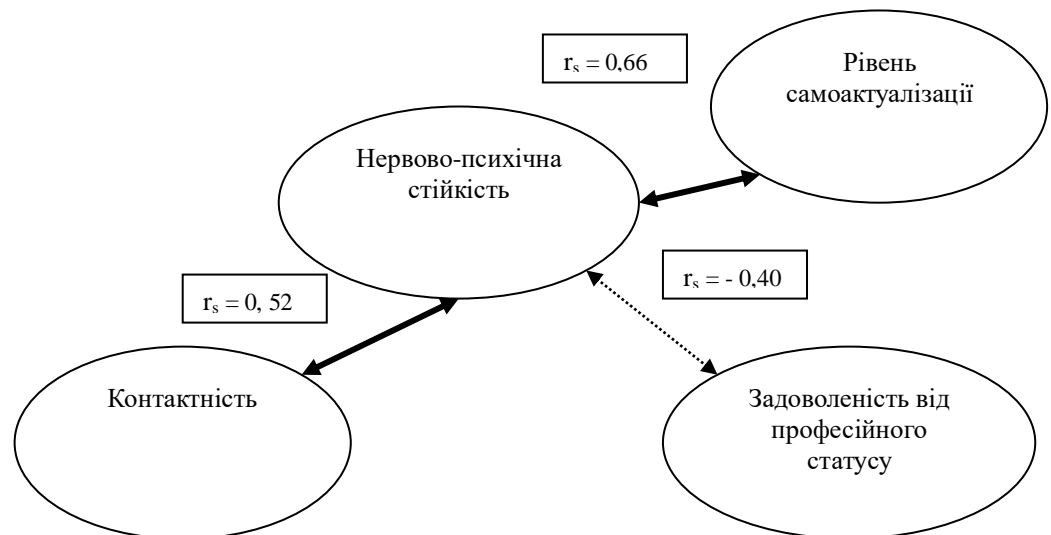 rₛ = 0,66
Рівень
самоактуалізації
Нервово-психічна
стійкість
rₛ = - 0,40
rₛ = 0, 52
Контактність
Задоволеність від
професійного
статусу